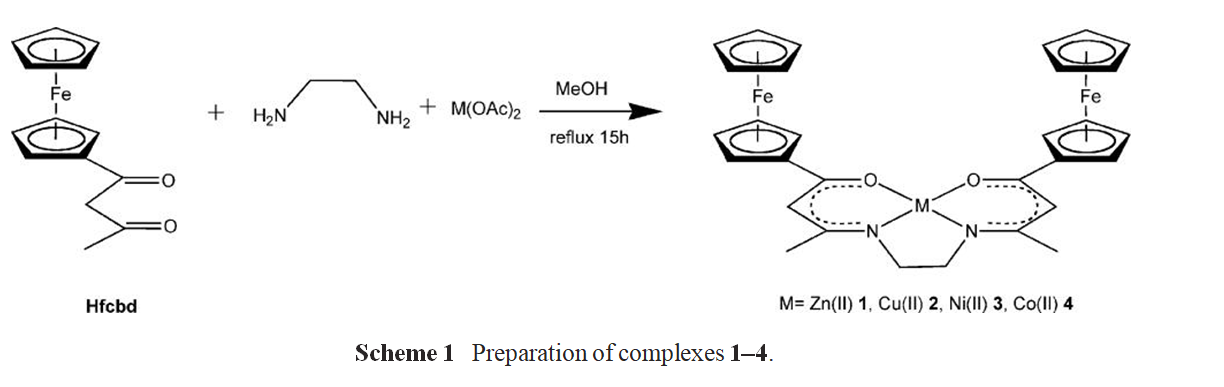 Fe
O
O
Hfcbd
+
H₂N
NH₂
+
M(OAc)₂
MeOH
reflux 15h
Fe
Fe
O
O
M
N
N
M= Zn(II) 1, Cu(II) 2, Ni(II) 3, Co(II) 4
Scheme 1 Preparation of complexes 1–4.